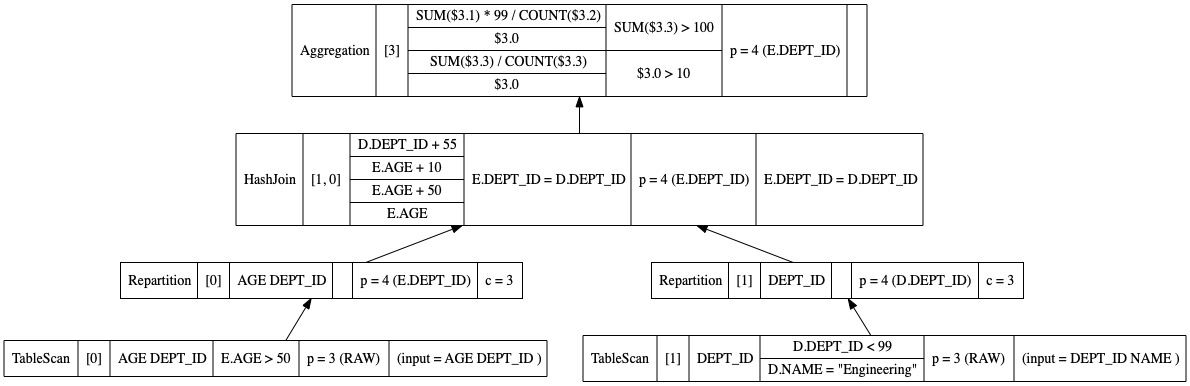 Aggregation [3] SUM($3.1) * 99 / COUNT($3.2) SUM($3.3) > 100 p = 4 (E.DEPT_ID)
$3.0
SUM($3.3) / COUNT($3.3) $3.0 > 10
$3.0
HashJoin [1, 0] D.DEPT_ID + 55 E.DEPT_ID = D.DEPT_ID p = 4 (E.DEPT_ID) E.DEPT_ID = D.DEPT_ID
E.AGE + 10
E.AGE + 50
E.AGE
Repartition [0] AGE DEPT_ID p = 4 (E.DEPT_ID) c = 3
Repartition [1] DEPT_ID p = 4 (D.DEPT_ID) c = 3
TableScan [0] AGE DEPT_ID E.AGE > 50 p = 3 (RAW) (input = AGE DEPT_ID )
TableScan [1] DEPT_ID D.DEPT_ID < 99 p = 3 (RAW) (input = DEPT_ID NAME )
D.NAME = "Engineering"